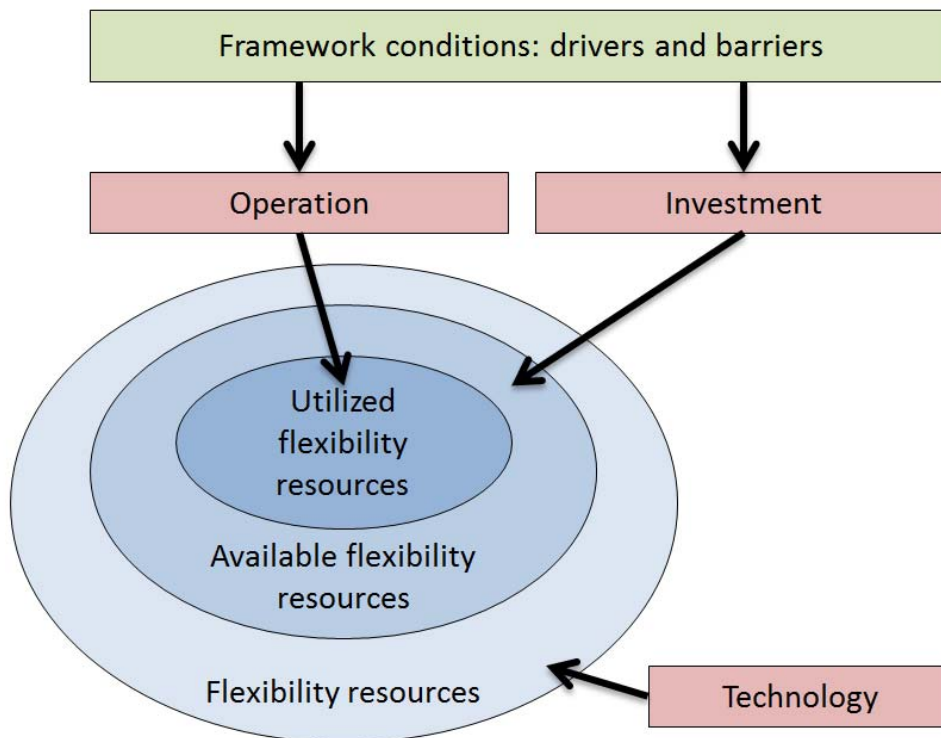 Framework conditions: drivers and barriers
Operation
Investment
Utilized
flexibility
resources
Available flexibility
resources
Flexibility resources
Technology